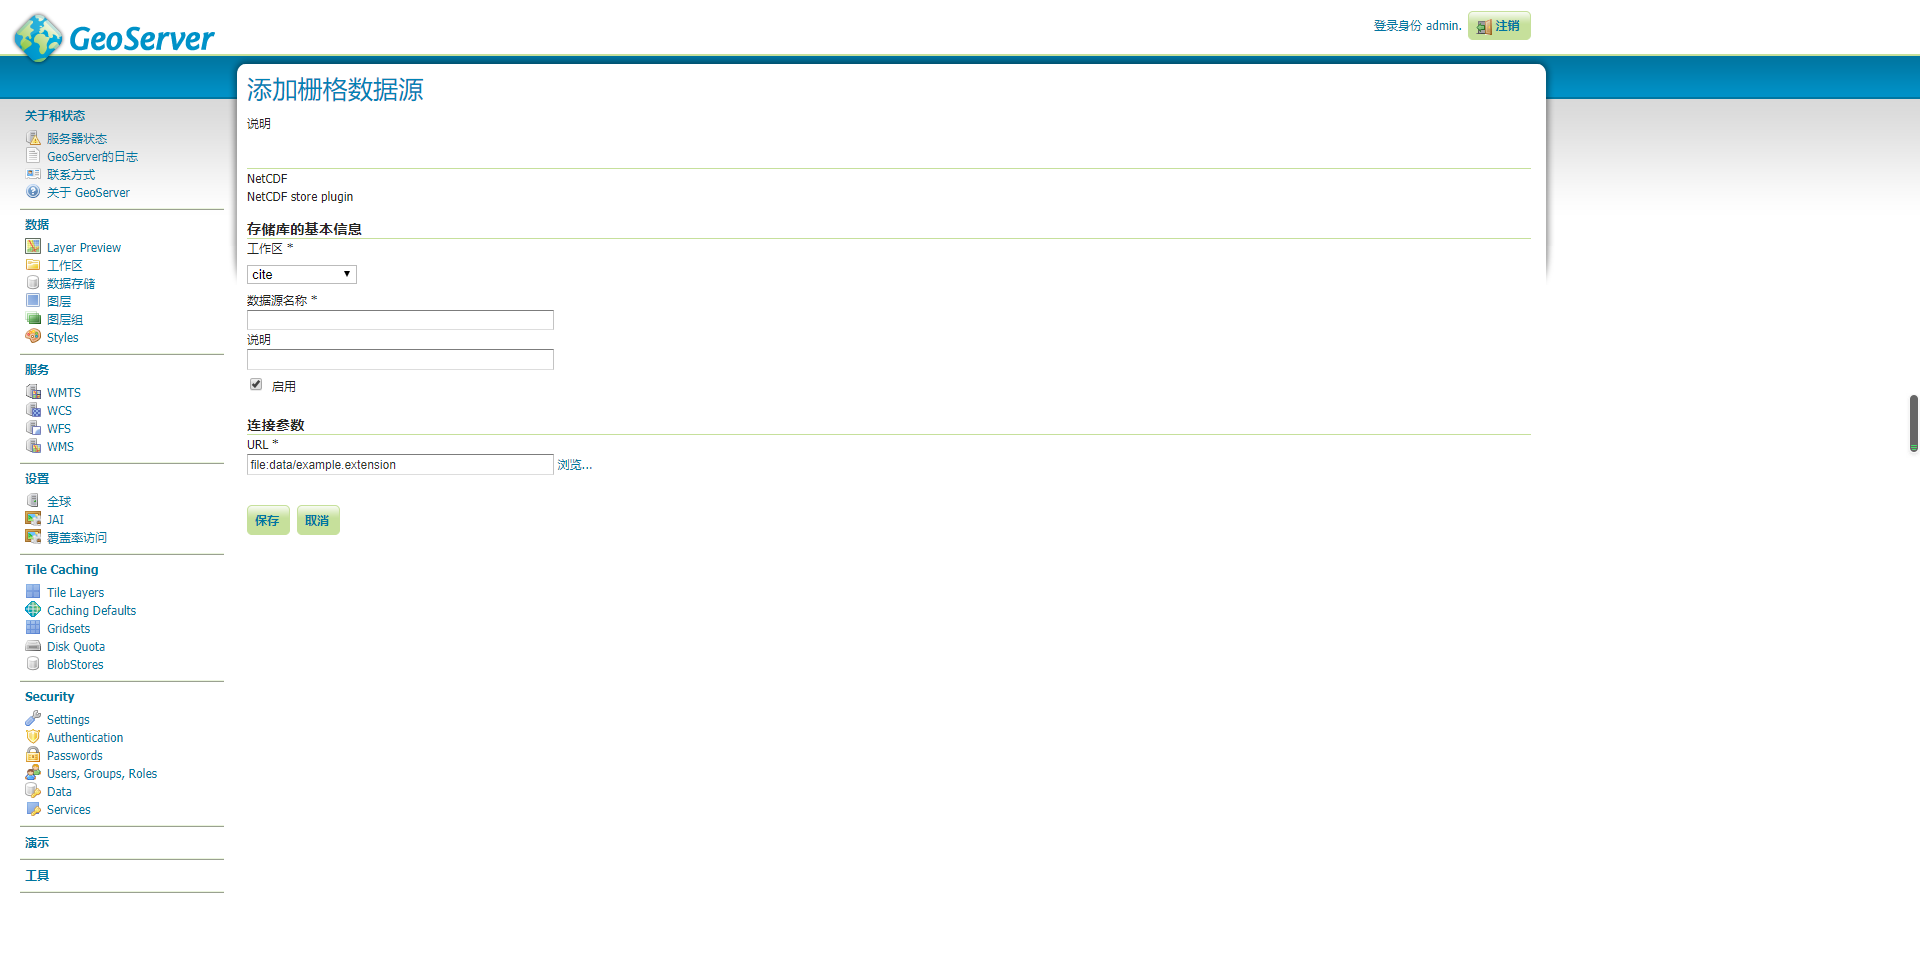 GeoServer
登录身份 admin.
注销
关于和状态
服务器状态
GeoServer的日志
联系方式
关于 GeoServer
数据
Layer Preview
工作区
数据存储
图层
图层组
Styles
服务
WMTS
WCS
WFS
WMS
设置
全球
JAI
覆盖率访问
Tile Caching
Tile Layers
Caching Defaults
Gridsets
Disk Quota
BlobStores
Security
Settings
Authentication
Passwords
Users, Groups, Roles
Data
Services
演示
工具
添加栅格数据源
说明
NetCDF
NetCDF store plugin
存储库的基本信息
工作区 *
cite
数据源名称 *
说明
启用
连接参数
URL *
file:data/example.extension 浏览...
保存 取消